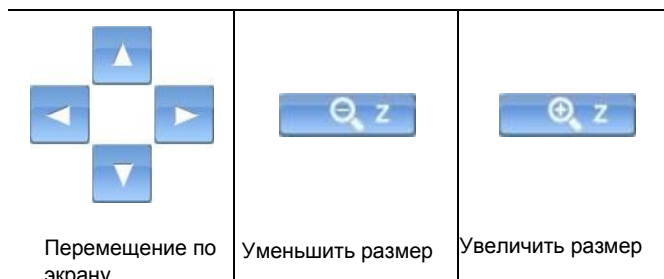 Z
Z
Перемещение по
экрану
Уменьшить размер
Увеличить размер